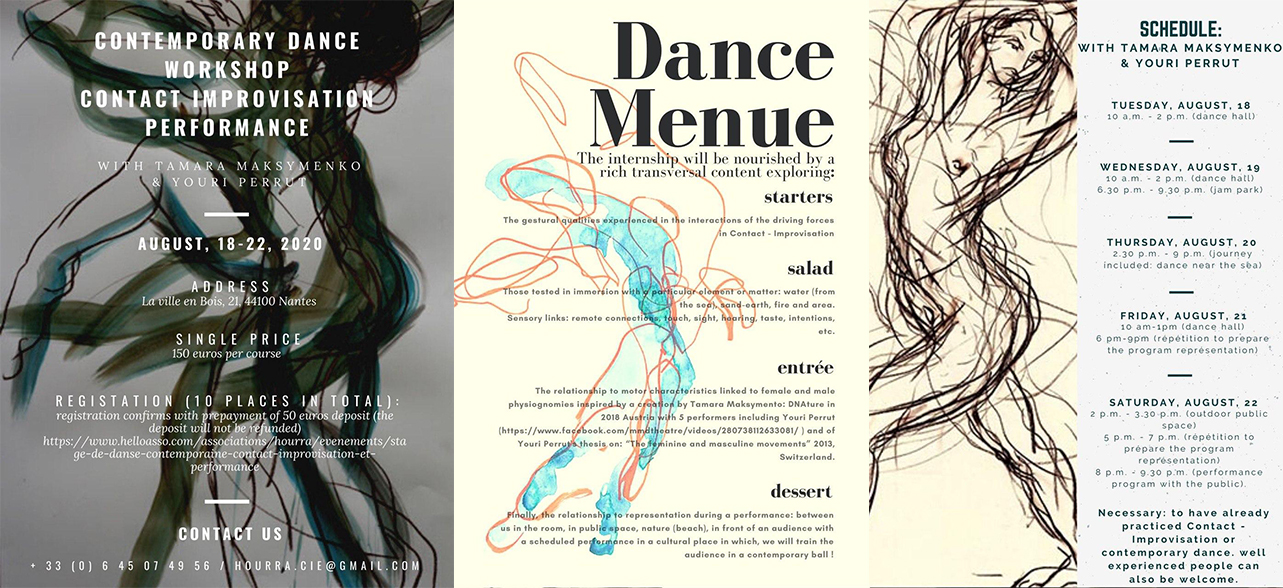 CONTEMPORARY DANCE
WORKSHOP
CONTACT IMPROVISATION
PERFORMANCE
WITH TAMARA MAKSYMENKO
& YOURI PERRUT
AUGUST, 18-22, 2020
ADDRESS
La ville en Bois, 21, 44100 Nantes
SINGLE PRICE
150 euros per course
REGISTRATION (10 PLACES IN TOTAL):
registration confirms with prepayment of 50 euros deposit (the
deposit will not be refunded)
https://www.helloasso.com/associations/hourra/evenements/sta
ge-de-danse-contemporaine-contact-improvisation-et-
performance
CONTACT US
+ 33 (0) 6 45 07 49 56 / HOURRA.CIE@GMAIL.COM
Dance
Menue
The internship will be nourished by a
rich transversal content exploring:
starters
The gestural qualities experienced in the interactions of the driving forces
in Contact - Improvisation
salad
Those tested in immersion with a particular element or matter: water (from
the sea), sand-earth, fire and area.
Sensory links: remote connections, touch, sight, hearing, taste, intentions,
etc.
entrée
The relationship to motor characteristics linked to female and male
physiognomies inspired by a creation by Tamara Maksymento: DNAture in
2018 Austria with 5 performers including Youri Perrut
(https://www.facebook.com/mmdtheatre/videos/280738112633081/ ) and of
Youri Perrut's thesis on: "The feminine and masculine movements" 2013,
Switzerland.
dessert
Finally, the relationship to representation during a performance: between
us in the room, in public space, nature (beach), in front of an audience with
a scheduled performance in a cultural place in which, we will train the
audience in a contemporary ball !
SCHEDULE:
WITH TAMARA MAKSYMENKO
& YOURI PERRUT
TUESDAY, AUGUST, 18
10 a.m. - 2 p.m. (dance hall)
WEDNESDAY, AUGUST, 19
10 a.m. - 2 p.m. (dance hall)
6.30 p.m. - 9.30 p.m. (jam park)
THURSDAY, AUGUST, 20
2.30 p.m. - 9 p.m. (journey
included: dance near the sea)
FRIDAY, AUGUST, 21
10 am-1pm (dance hall)
6 pm-9pm (répétition to prepare
the program représentation)
SATURDAY, AUGUST, 22
2 p.m. - 3.30-p.m. (outdoor public
space)
5 p.m. - 7 p.m. (répétition to
prepare the program
représentation)
8 p.m. - 9.30 p.m. (performance
program with the public).
Necessary: to have already
practiced Contact -
Improvisation or
contemporary dance. well
experienced people can
also be welcome.